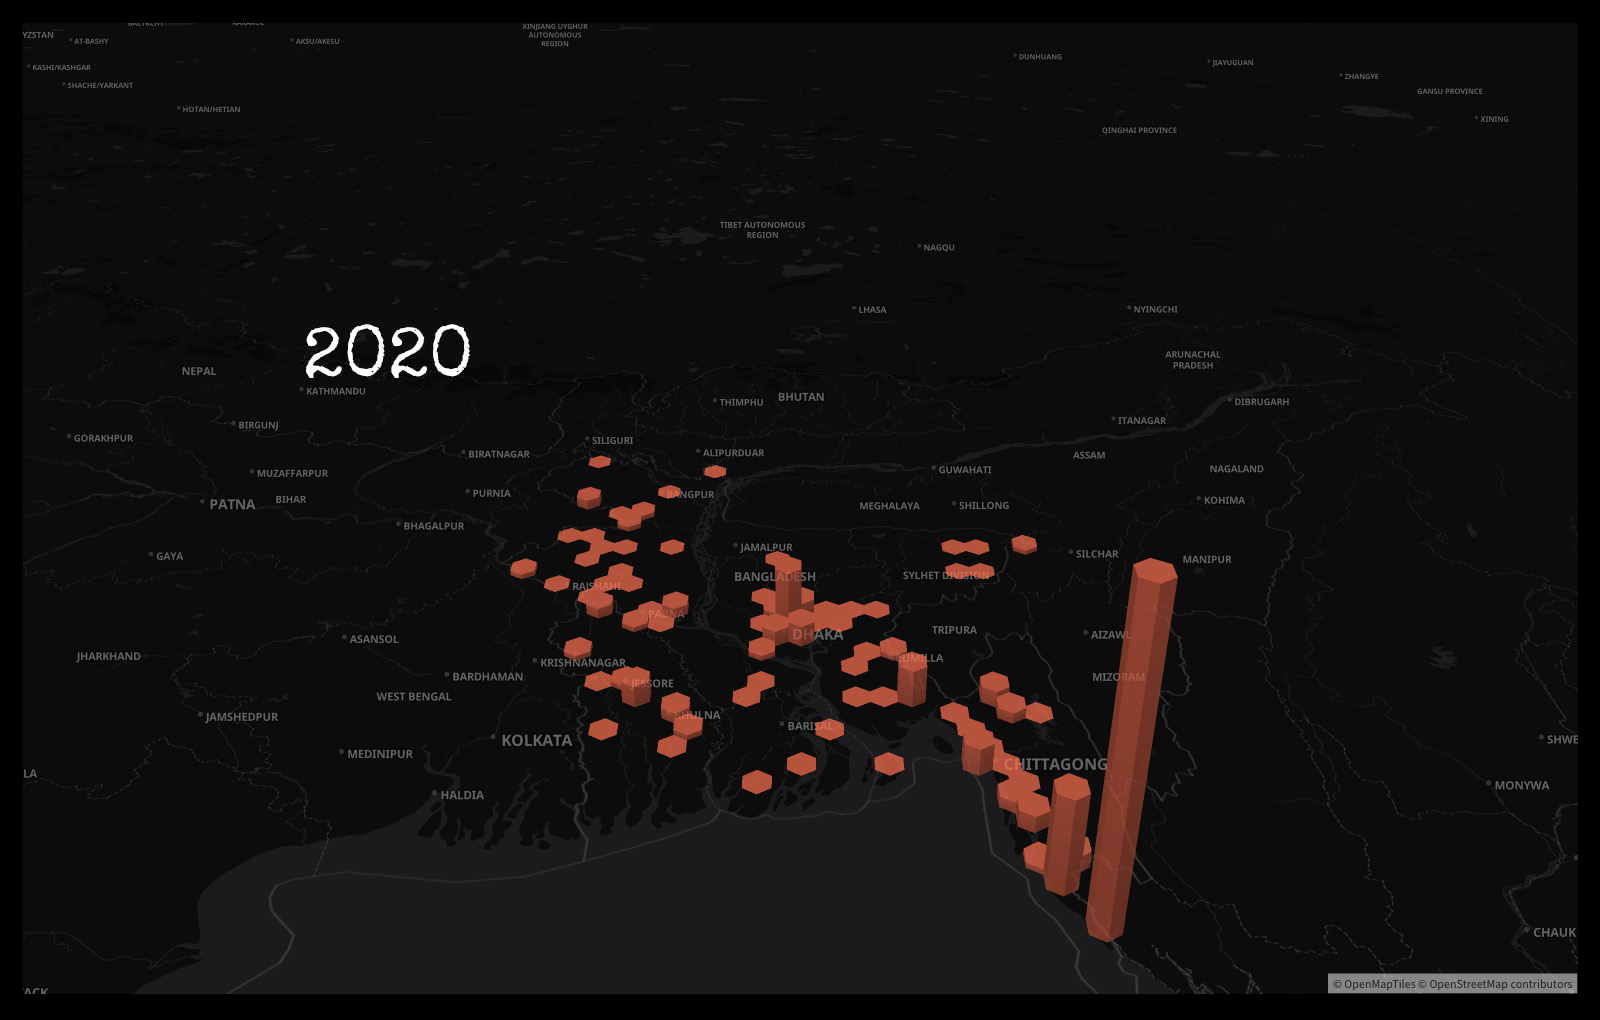 BALYKCHY
KARAKOL
XINJIANG UYGHUR
AUTONOMOUS
REGION
YZSTAN
AT-BASHY
AKSU/AKESU
DUNHUANG
JIAYUGUAN
KASHI/KASHGAR
ZHANGYE
SHACHE/YARKANT
GANSU PROVINCE
HOTAN/HETIAN
XINING
QINGHAI PROVINCE
TIBET AUTONOMOUS
REGION
NAGQU
LHASA
NYINGCHI
2020
ARUNACHAL
PRADESH
NEPAL
KATHMANDU
THIMPHU
BHUTAN
DIBRUGARH
BIRGUNJ
ITANAGAR
GORAKHPUR
SILIGURI
BIRATNAGAR
ALIPURDUAR
ASSAM
MUZAFFARPUR
GUWAHATI
NAGALAND
PURNIA
RANGPUR
PATNA
BIHAR
MEGHALAYA
SHILLONG
KOHIMA
BHAGALPUR
GAYA
JAMALPUR
SILCHAR
MANIPUR
BANGLADESH
SYLHET DIVISION
RAJSHAHI
PABNA
DHAKA
TRIPURA
AIZAWL
ASANSOL
JHARKHAND
KRISHNANAGAR
CUMILLA
BARDHAMAN
JESSORE
MIZORAM
WEST BENGAL
JAMSHEDPUR
KHULNA
BARISAL
KOLKATA
SHWE
MEDINIPUR
CHITTAGONG
LA
MONYWA
HALDIA
CHAUK
TACK
© OpenMapTiles © OpenStreetMap contributors